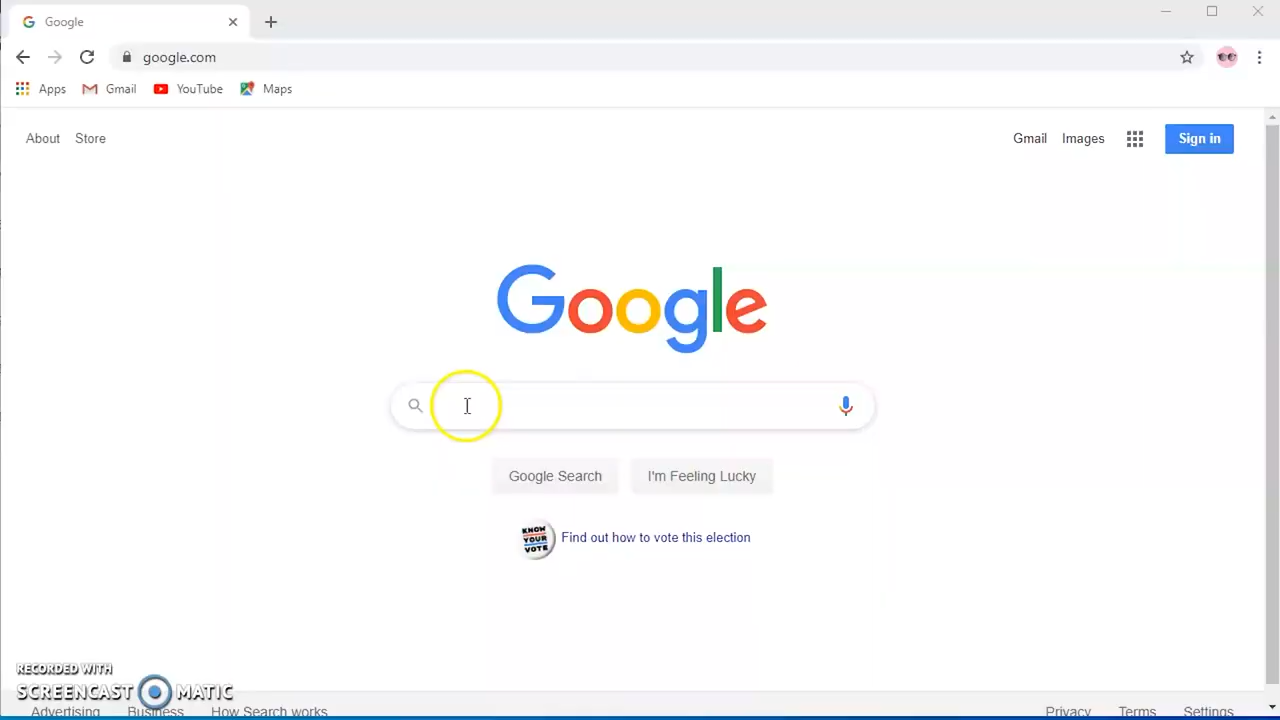 Google
google.com
Apps Gmail YouTube Maps
About Store Gmail Images Sign in
Google
Google Search I'm Feeling Lucky
KNOW YOUR VOTE Find out how to vote this election
RECORDED WITH
SCREENCAST MATIC
Advertising Business How Search works Privacy Terms Settings